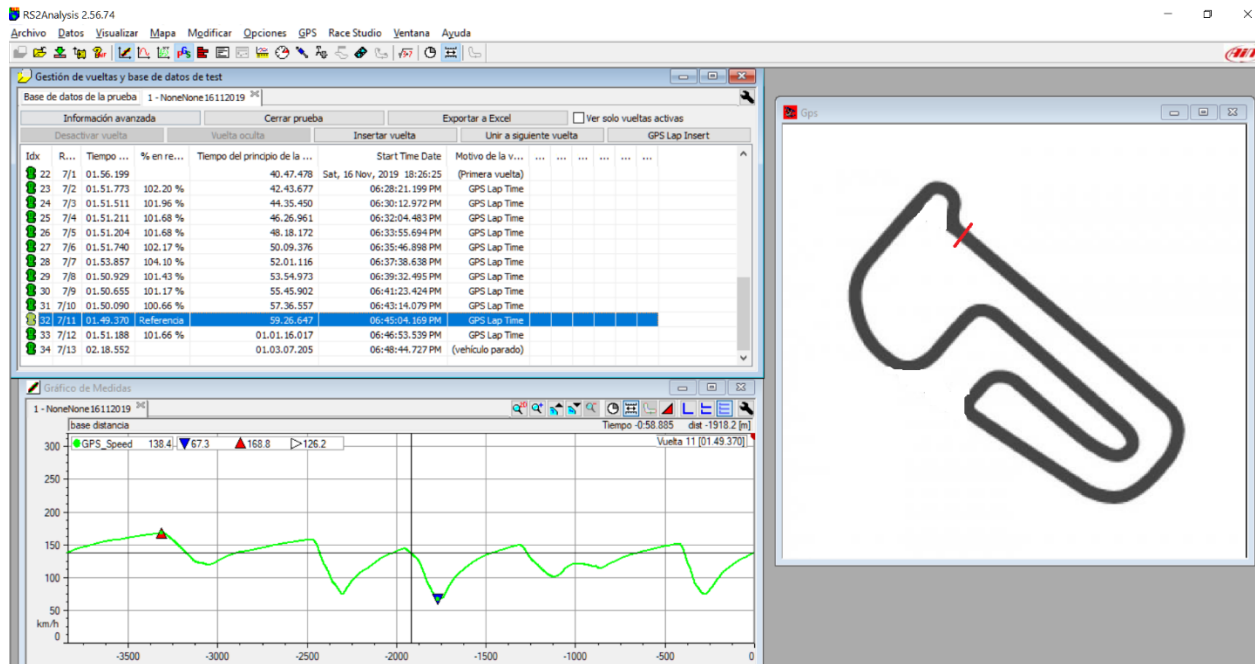 RS2Analysis 2.56.74
Archivo Datos Visualizar Mapa Modificar Opciones GPS Race Studio Ventana Ayuda
Gestión de vueltas y base de datos de test
Base de datos de la prueba 1 - NoneNone16112019
Información avanzada Cerrar prueba Exportar a Excel Ver solo vueltas activas
Desactivar vuelta Vuelta oculta Insertar vuelta Unir a siguiente vuelta GPS Lap Insert
Idx R... Tiempo ... % en re... Tiempo del principio de la ... Start Time Date Motivo de la v... ... ... ... ... ... ...
22 7/1 01.56.199 40.47.478 Sat, 16 Nov, 2019 18:26:25 (Primera vuelta)
23 7/2 01.51.773 102.20 % 42.43.677 06:28:21.199 PM GPS Lap Time
24 7/3 01.51.511 101.96 % 44.35.450 06:30:12.972 PM GPS Lap Time
25 7/4 01.51.211 101.68 % 46.26.961 06:32:04.483 PM GPS Lap Time
26 7/5 01.51.204 101.68 % 48.18.172 06:33:55.694 PM GPS Lap Time
27 7/6 01.51.740 102.17 % 50.09.376 06:35:46.898 PM GPS Lap Time
28 7/7 01.53.857 104.10 % 52.01.116 06:37:38.638 PM GPS Lap Time
29 7/8 01.50.929 101.43 % 53.54.973 06:39:32.495 PM GPS Lap Time
30 7/9 01.50.655 101.17 % 55.45.902 06:41:23.424 PM GPS Lap Time
31 7/10 01.50.090 100.66 % 57.36.557 06:43:14.079 PM GPS Lap Time
32 7/11 01.49.370 Referencia 59.26.647 06:45:04.169 PM GPS Lap Time
33 7/12 01.51.188 101.66 % 01.01.16.017 06:46:53.539 PM GPS Lap Time
34 7/13 02.18.552 01.03.07.205 06:48:44.727 PM (vehículo parado)
Gráfico de Medidas
1 - NoneNone16112019
base distancia Tiempo -0:58.885 dist -1918.2 [m]
GPS_Speed 138.4 67.3 168.8 126.2 Vuelta 11 [01.49.370]
300
250
200
150
100
50
km/h
0
-3500 -3000 -2500 -2000 -1500 -1000 -500 0
Gps